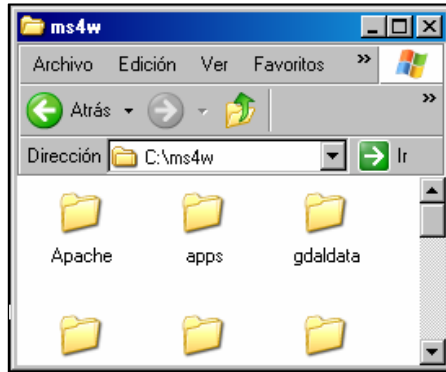 ms4w
Archivo Edición Ver Favoritos »
Atrás »
Dirección C:\ms4w Ir
Apache apps gdaldata